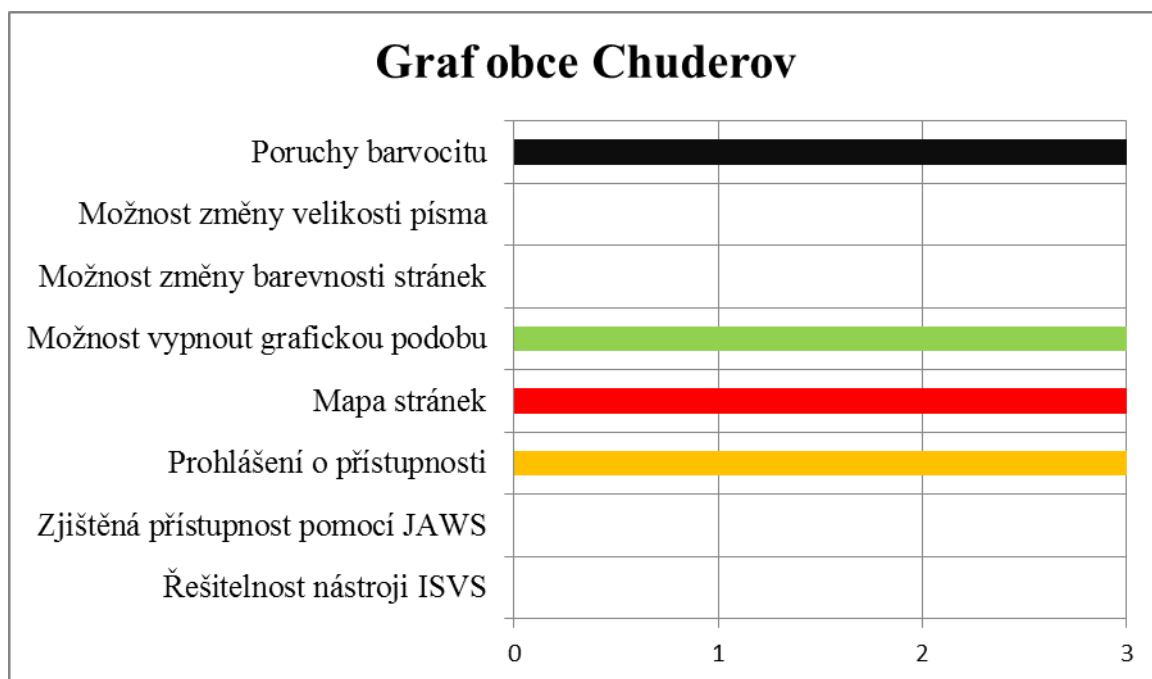 Graf obce Chuderov
Poruchy barvocitu
Možnost změny velikosti písma
Možnost změny barevnosti stránek
Možnost vypnout grafickou podobu
Mapa stránek
Prohlášení o přístupnosti
Zjištěná přístupnost pomocí JAWS
Řešitelnost nástroji ISVS
0 1 2 3